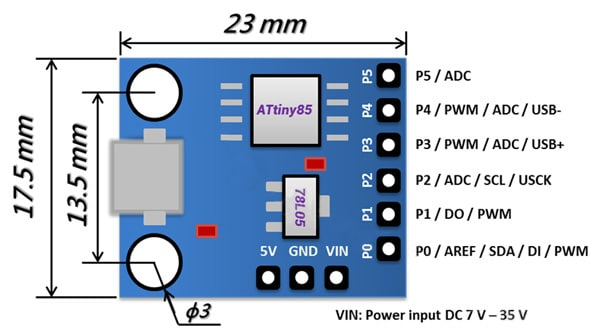 23 mm
17.5 mm
13.5 mm
ϕ3
ATtiny85
78L05
5V GND VIN
P5 P5 / ADC
P4 P4 / PWM / ADC / USB-
P3 P3 / PWM / ADC / USB+
P2 P2 / ADC / SCL / USCK
P1 P1 / DO / PWM
P0 P0 / AREF / SDA / DI / PWM
VIN: Power input DC 7 V – 35 V